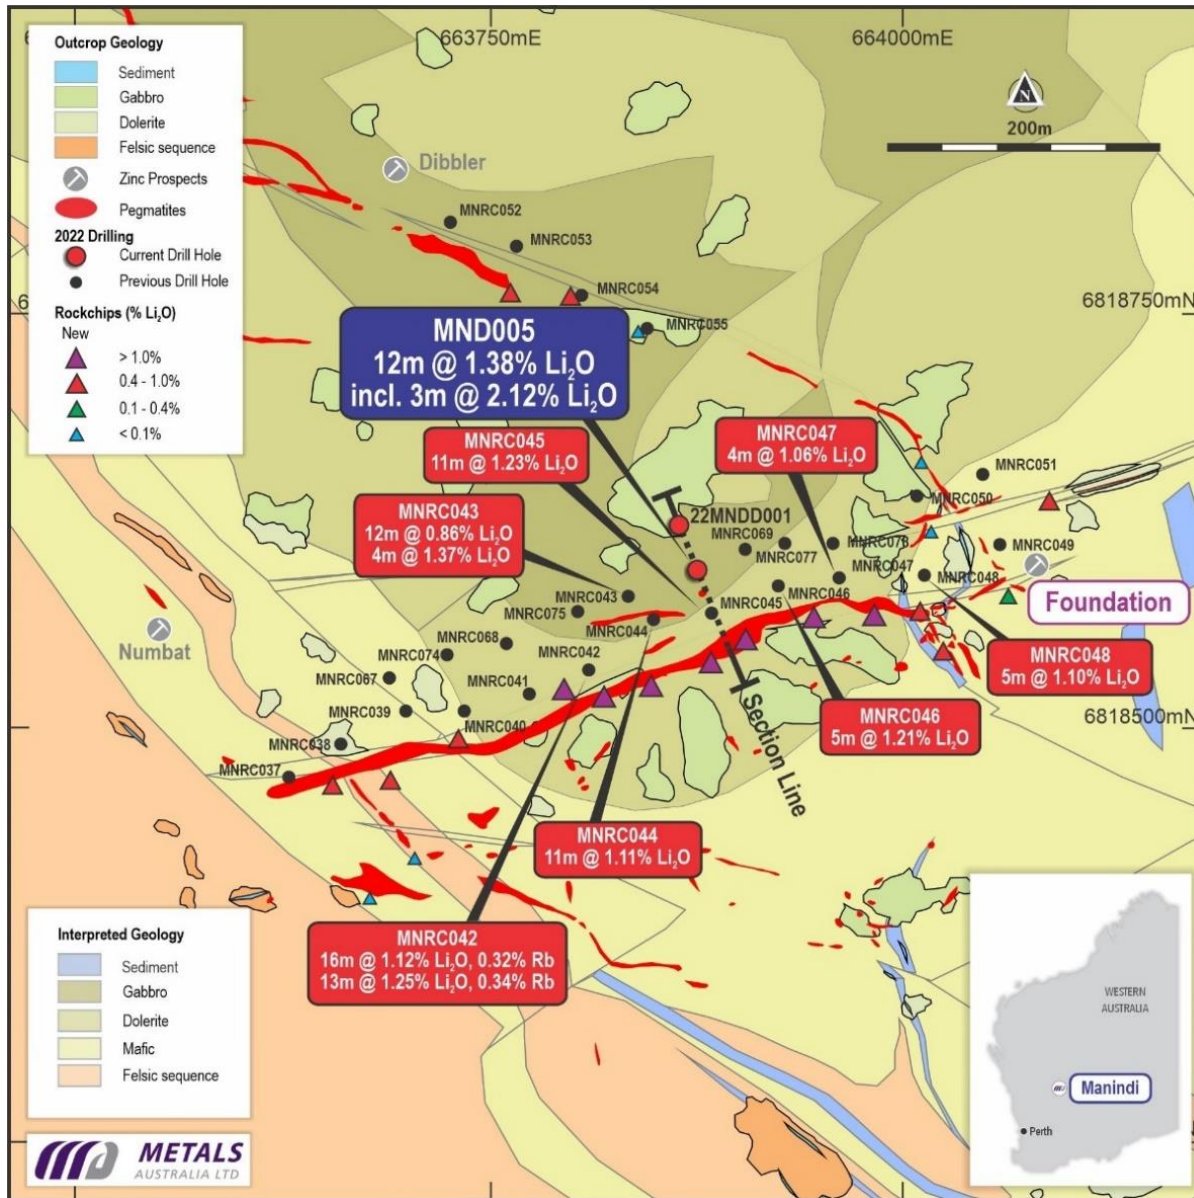 663750mE
664000mE
Outcrop Geology
Sediment
Gabbro
Dolerite
Felsic sequence
Zinc Prospects
Pegmatites
2022 Drilling
Current Drill Hole
Previous Drill Hole
Rockchips (% Li₂O)
New
> 1.0%
0.4 - 1.0%
0.1 - 0.4%
< 0.1%
N
200m
Dibbler
MNRC052
MNRC053
MNRC054
MNRC055
6818750mN
MND005
12m @ 1.38% Li₂O
incl. 3m @ 2.12% Li₂O
MNRC045
11m @ 1.23% Li₂O
MNRC047
4m @ 1.06% Li₂O
MNRC043
12m @ 0.86% Li₂O
4m @ 1.37% Li₂O
22MNDD001
MNRC051
MNRC050
MNRC069
MNRC077
MNRC078
MNRC049
MNRC047
MNRC048
MNRC043
MNRC075
MNRC044
MNRC045
MNRC046
Foundation
Numbat
MNRC068
MNRC074
MNRC042
MNRC067
MNRC041
MNRC039
MNRC040
MNRC038
MNRC037
MNRC048
5m @ 1.10% Li₂O
MNRC046
5m @ 1.21% Li₂O
6818500mN
Section Line
MNRC044
11m @ 1.11% Li₂O
MNRC042
16m @ 1.12% Li₂O, 0.32% Rb
13m @ 1.25% Li₂O, 0.34% Rb
Interpreted Geology
Sediment
Gabbro
Dolerite
Mafic
Felsic sequence
WESTERN
AUSTRALIA
Manindi
Perth
METALS
AUSTRALIA LTD